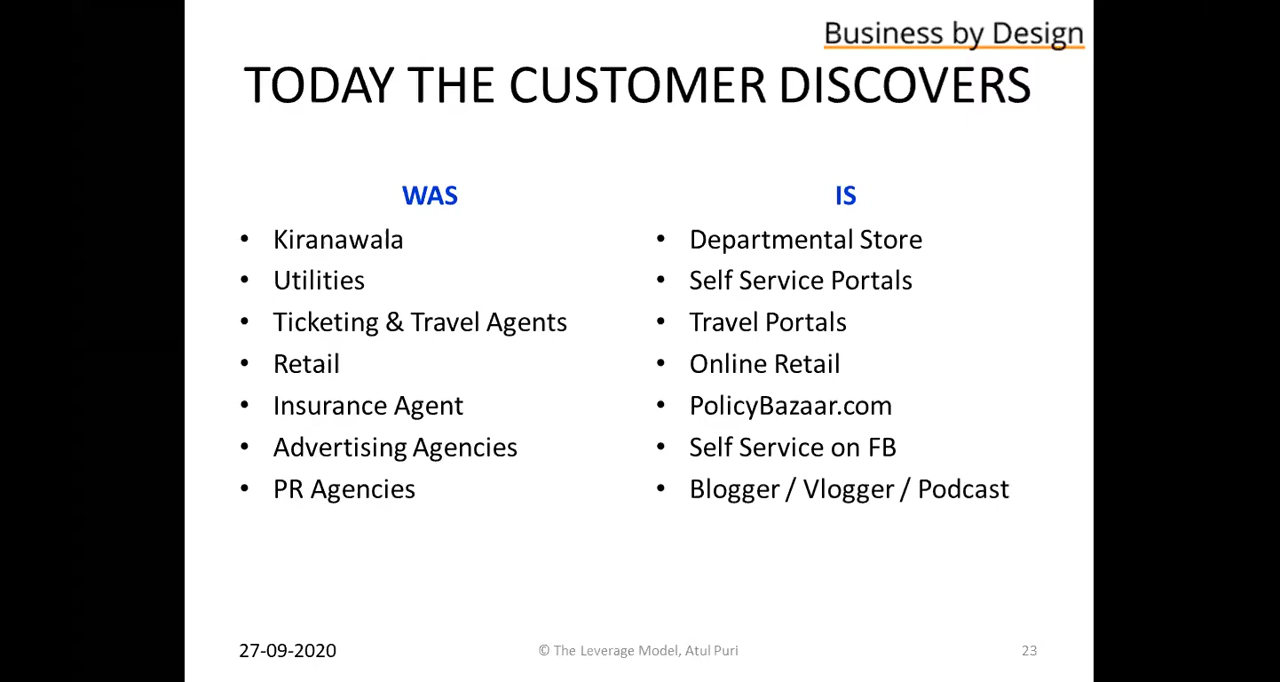 Business by Design
TODAY THE CUSTOMER DISCOVERS
WAS
• Kiranawala
• Utilities
• Ticketing & Travel Agents
• Retail
• Insurance Agent
• Advertising Agencies
• PR Agencies
IS
• Departmental Store
• Self Service Portals
• Travel Portals
• Online Retail
• PolicyBazaar.com
• Self Service on FB
• Blogger / Vlogger / Podcast
27-09-2020
© The Leverage Model, Atul Puri
23